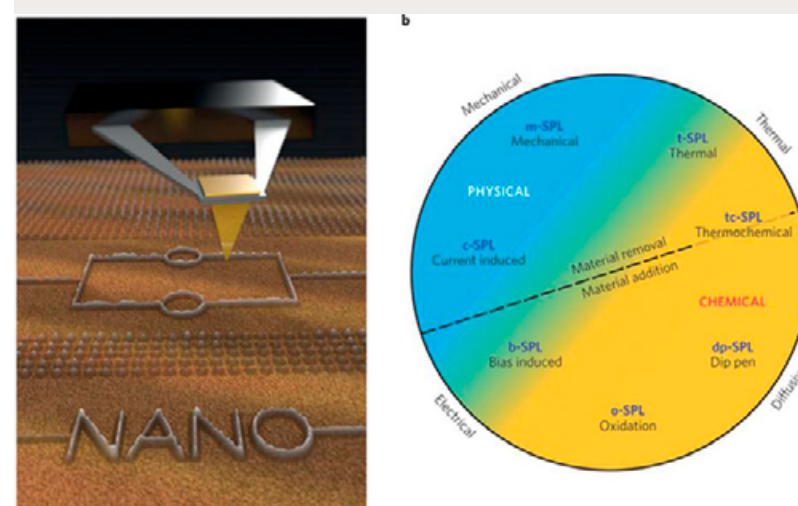 NANO
b
Mechanical
Thermal
m-SPL
Mechanical
t-SPL
Thermal
PHYSICAL
tc-SPL
Thermochemical
c-SPL
Current induced
Material removal
Material addition
CHEMICAL
b-SPL
Bias induced
dp-SPL
Dip pen
o-SPL
Oxidation
Electrical